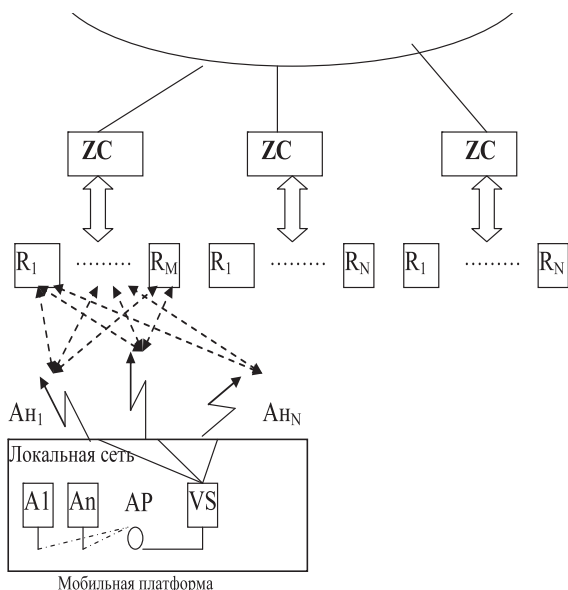 ZC ZC ZC
R1 ......... RM R1 ......... RN R1 ......... RN
Ан1 АнN
Локальная сеть
A1 An AP VS
Мобильная платформа